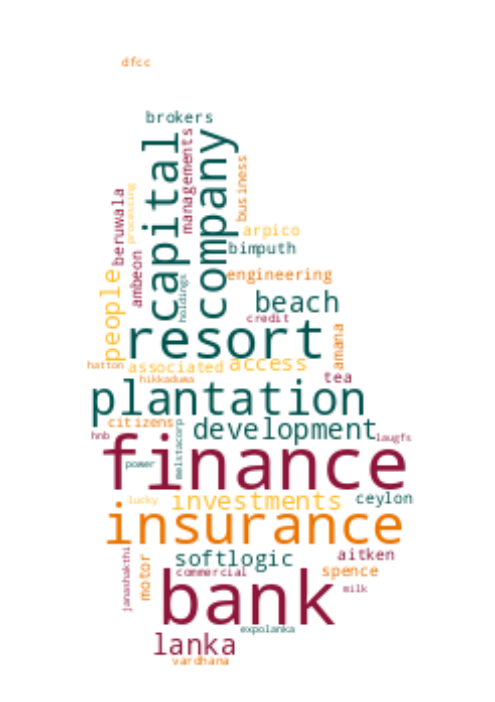 dfcc
brokers
capital
company
managements
business
processing
beruwala
arpico
bimputh
ambeon
people
engineering
holdings
beach
credit
resort
amana
hatton
associated
access
hikkaduwa
tea
plantation
citizens
development
hnb
melstacorp
laugfs
finance
power
lucky
investments
ceylon
insurance
softlogic
aitken
janashakthi
motor
commercial
spence
bank
milk
expolanka
lanka
vardhana